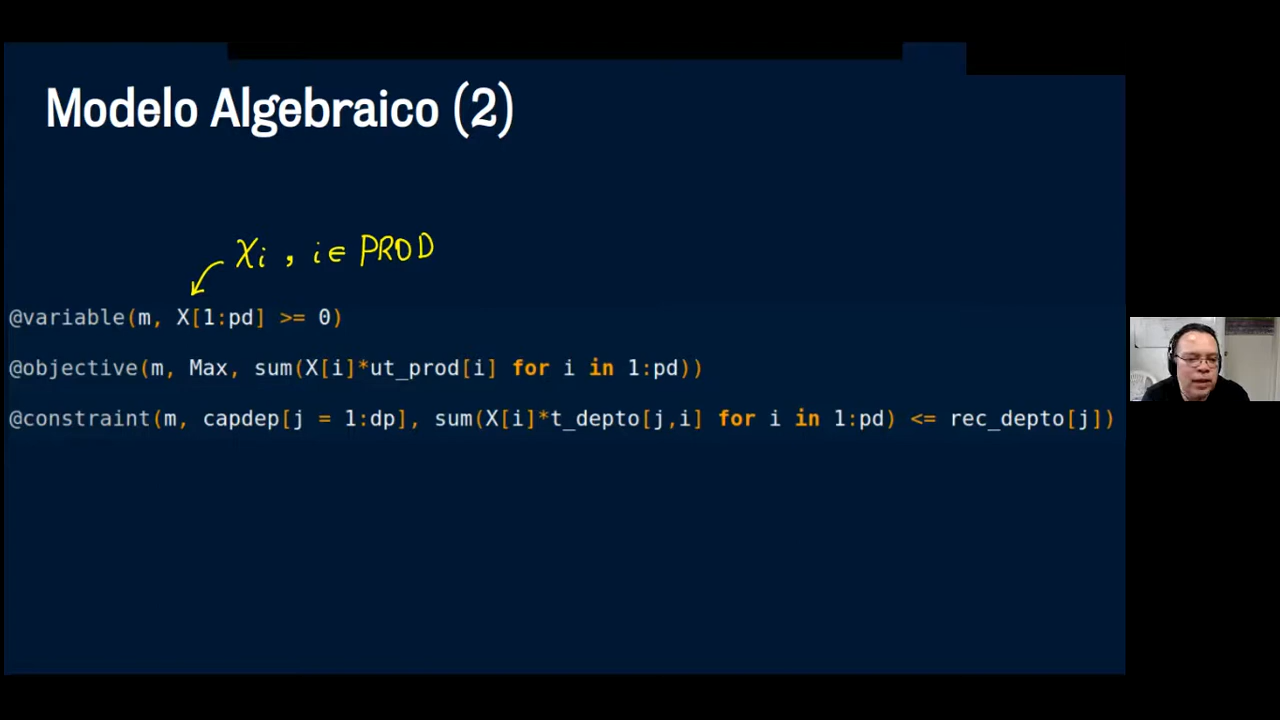 Modelo Algebraico (2)
Xi , i ∈ PROD
@variable(m, X[1:pd] >= 0)
@objective(m, Max, sum(X[i]*ut_prod[i] for i in 1:pd))
@constraint(m, capdep[j = 1:dp], sum(X[i]*t_depto[j,i] for i in 1:pd) <= rec_depto[j])